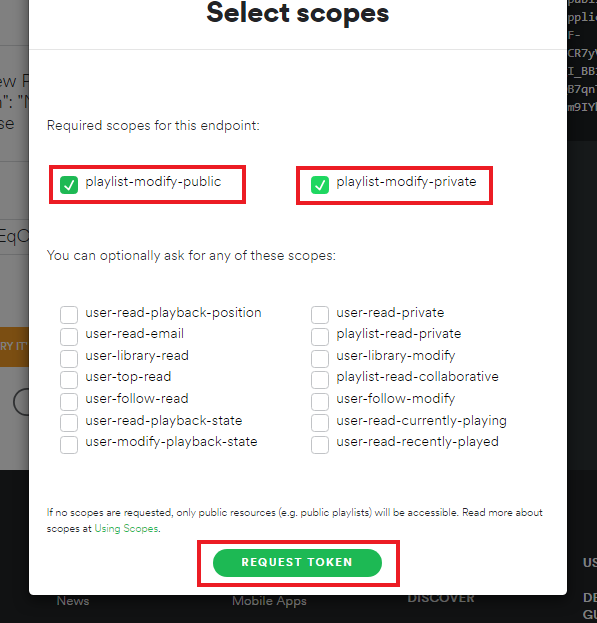 Select scopes
Required scopes for this endpoint:
playlist-modify-public
playlist-modify-private
You can optionally ask for any of these scopes:
user-read-playback-position
user-read-private
user-read-email
playlist-read-private
user-library-read
user-library-modify
user-top-read
playlist-read-collaborative
user-follow-read
user-follow-modify
user-read-playback-state
user-read-currently-playing
user-modify-playback-state
user-read-recently-played
If no scopes are requested, only public resources (e.g. public playlists) will be accessible. Read more about
scopes at Using Scopes.
REQUEST TOKEN
News
Mobile Apps
DISCOVER